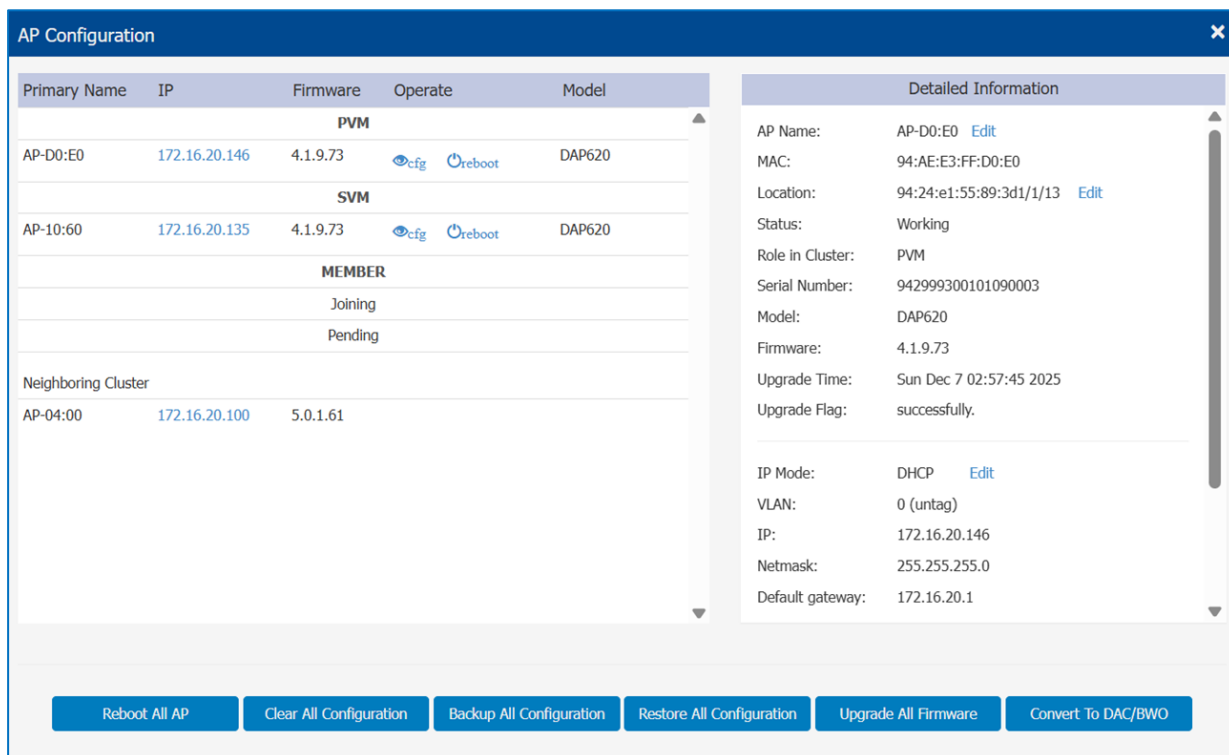 AP Configuration
Primary Name IP Firmware Operate Model
PVM
AP-D0:E0 172.16.20.146 4.1.9.73 cfg reboot DAP620
SVM
AP-10:60 172.16.20.135 4.1.9.73 cfg reboot DAP620
MEMBER
Joining
Pending
Neighboring Cluster
AP-04:00 172.16.20.100 5.0.1.61
Detailed Information
AP Name: AP-D0:E0 Edit
MAC: 94:AE:E3:FF:D0:E0
Location: 94:24:e1:55:89:3d1/1/13 Edit
Status: Working
Role in Cluster: PVM
Serial Number: 942999300101090003
Model: DAP620
Firmware: 4.1.9.73
Upgrade Time: Sun Dec 7 02:57:45 2025
Upgrade Flag: successfully.
IP Mode: DHCP Edit
VLAN: 0 (untag)
IP: 172.16.20.146
Netmask: 255.255.255.0
Default gateway: 172.16.20.1
Reboot All AP Clear All Configuration Backup All Configuration Restore All Configuration Upgrade All Firmware Convert To DAC/BWO